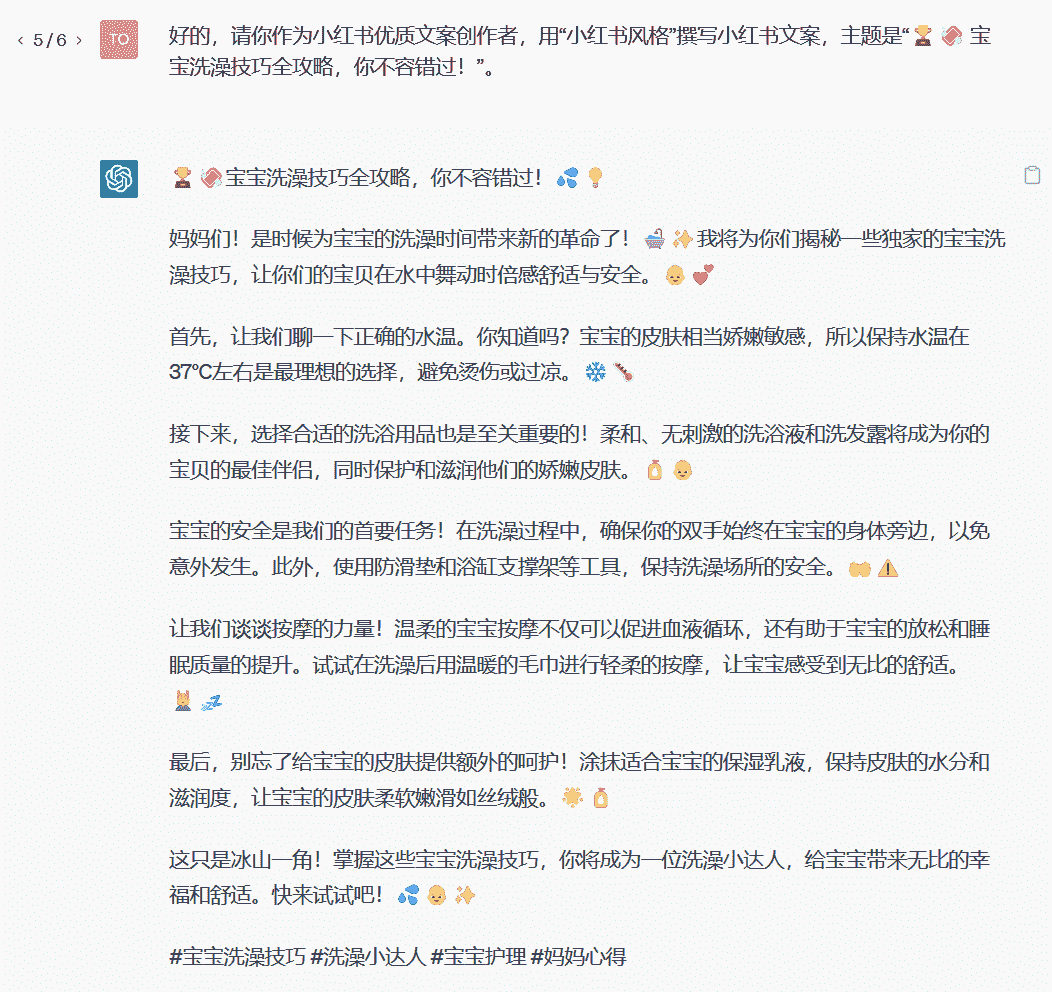 < 5 / 6 >
TO
好的，请你作为小红书优质文案创作者，用“小红书风格”撰写小红书文案，主题是“🏆 🧼 宝
宝洗澡技巧全攻略，你不容错过！”。
🏆 🧼宝宝洗澡技巧全攻略，你不容错过！ 💦 💡
妈妈们！是时候为宝宝的洗澡时间带来新的革命了！ 🛀 ✨我将为你们揭秘一些独家的宝宝洗
澡技巧，让你们的宝贝在水中舞动时倍感舒适与安全。 👶 💕
首先，让我们聊一下正确的水温。你知道吗？宝宝的皮肤相当娇嫩敏感，所以保持水温在
37℃左右是最理想的选择，避免烫伤或过凉。 ❄️ 🌡️
接下来，选择合适的洗浴用品也是至关重要的！柔和、无刺激的洗浴液和洗发露将成为你的
宝贝的最佳伴侣，同时保护和滋润他们的娇嫩皮肤。 🧴 👶
宝宝的安全是我们的首要任务！在洗澡过程中，确保你的双手始终在宝宝的身体旁边，以免
意外发生。此外，使用防滑垫和浴缸支撑架等工具，保持洗澡场所的安全。 👐 ⚠️
让我们谈谈按摩的力量！温柔的宝宝按摩不仅可以促进血液循环，还有助于宝宝的放松和睡
眠质量的提升。试试在洗澡后用温暖的毛巾进行轻柔的按摩，让宝宝感受到无比的舒适。
💆 💤
最后，别忘了给宝宝的皮肤提供额外的呵护！涂抹适合宝宝的保湿乳液，保持皮肤的水分和
滋润度，让宝宝的皮肤柔软嫩滑如丝绒般。 🌟 🧴
这只是冰山一角！掌握这些宝宝洗澡技巧，你将成为一位洗澡小达人，给宝宝带来无比的幸
福和舒适。快来试试吧！ 💦 👶 ✨
#宝宝洗澡技巧 #洗澡小达人 #宝宝护理 #妈妈心得